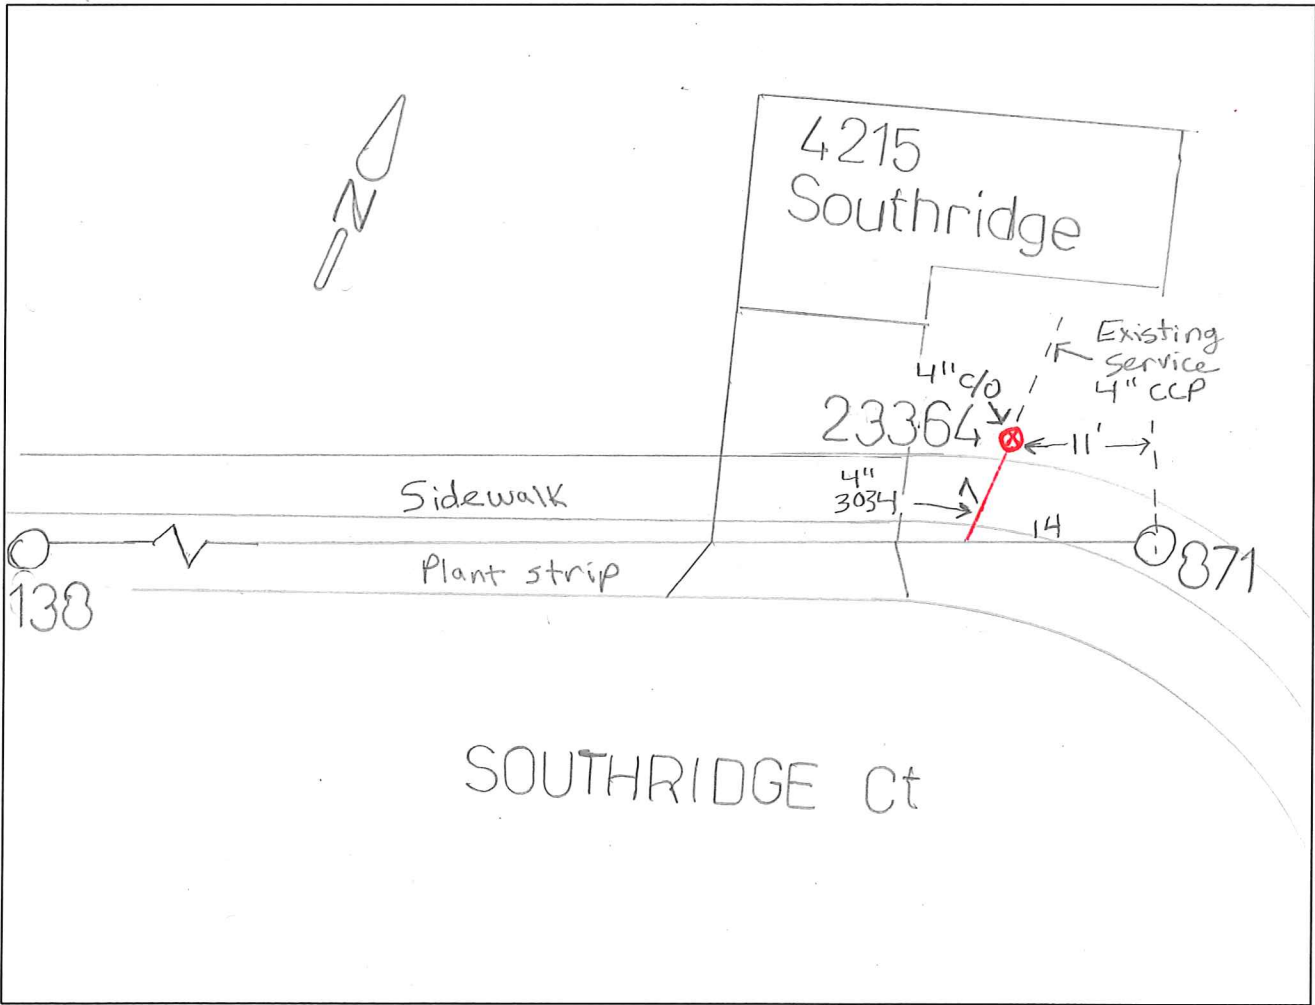 4215
Southridge
N
Existing
service
4" CCP
4" c/o
23364
11'
4"
3034
7
Sidewalk
14
Plant strip
871
138
SOUTHRIDGE Ct